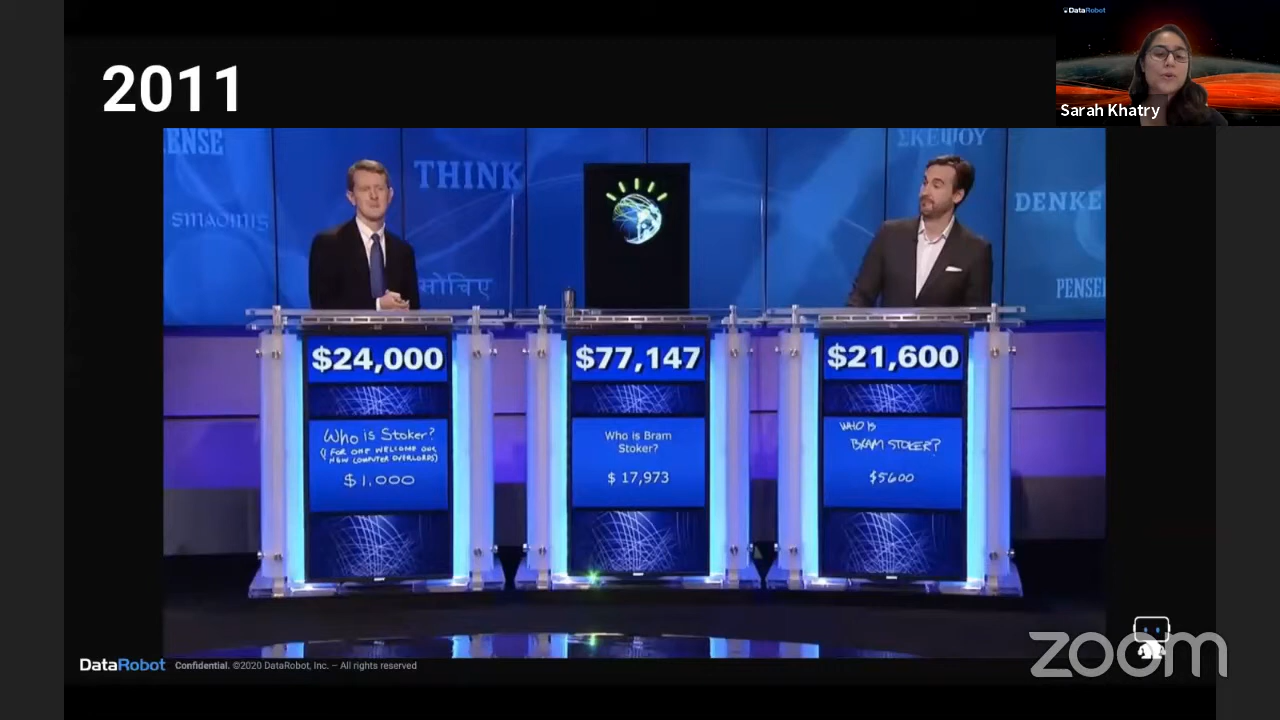 DataRobot
Sarah Khatry
2011
ENSE
THINK
ΣΚΕΨΟΥ
SMAOINIS
DENKE
सोचिए
PENSEI
$24,000
$77,147
$21,600
Who is Stoker?
(I FOR ONE WELCOME OUR
NEW COMPUTER OVERLORDS)
$1,000
Who is Bram
Stoker?
$ 17,973
WHO IS
BRAM STOKER?
$5600
DataRobot Confidential. ©2020 DataRobot, Inc. – All rights reserved
zoom